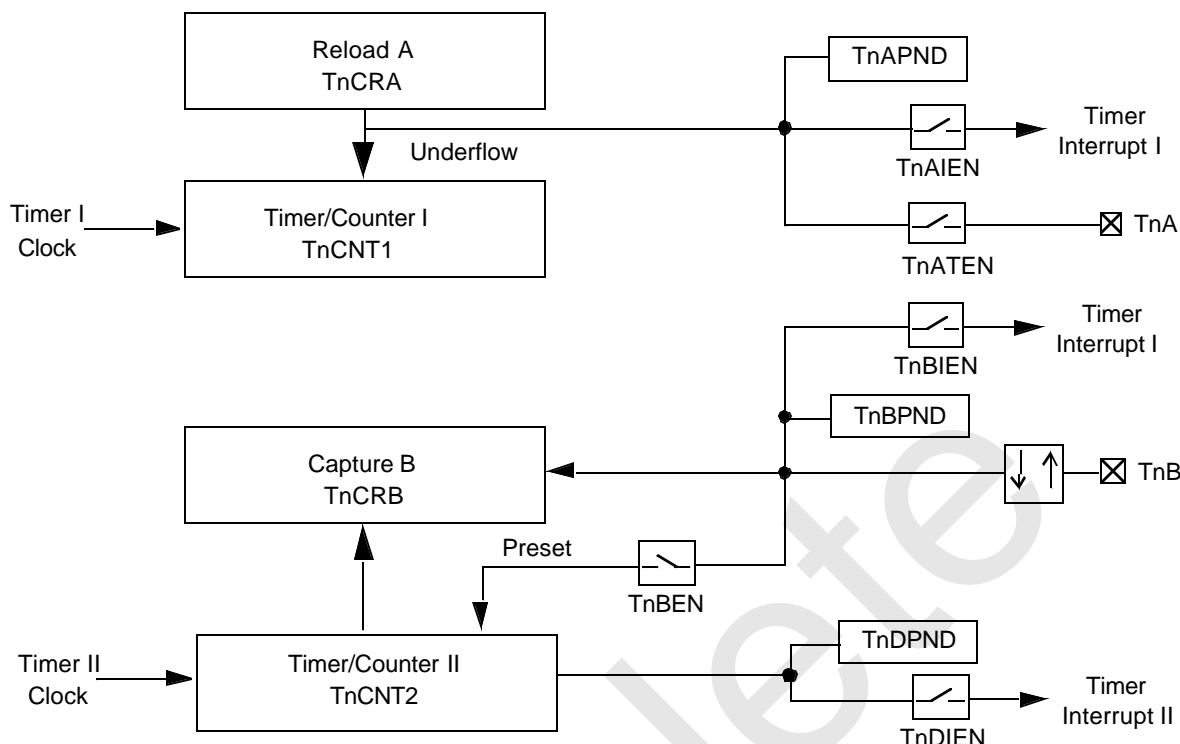 Reload A
TnCRA
TnAPND
Timer
Interrupt I
Underflow
TnAIEN
Timer I
Clock
Timer/Counter I
TnCNT1
TnA
TnATEN
Timer
Interrupt I
TnBIEN
TnBPND
Capture B
TnCRB
TnB
Preset
TnBEN
TnDPND
Timer II
Clock
Timer/Counter II
TnCNT2
Timer
Interrupt II
TnDIEN
lete